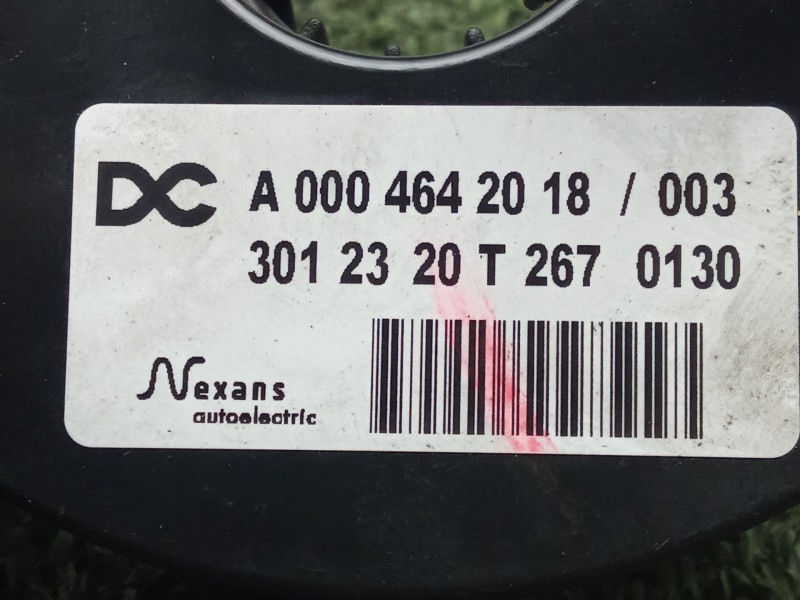 DC A 000 464 20 18 / 003
301 23 20 T 267 0130
Nexans
autoelectric